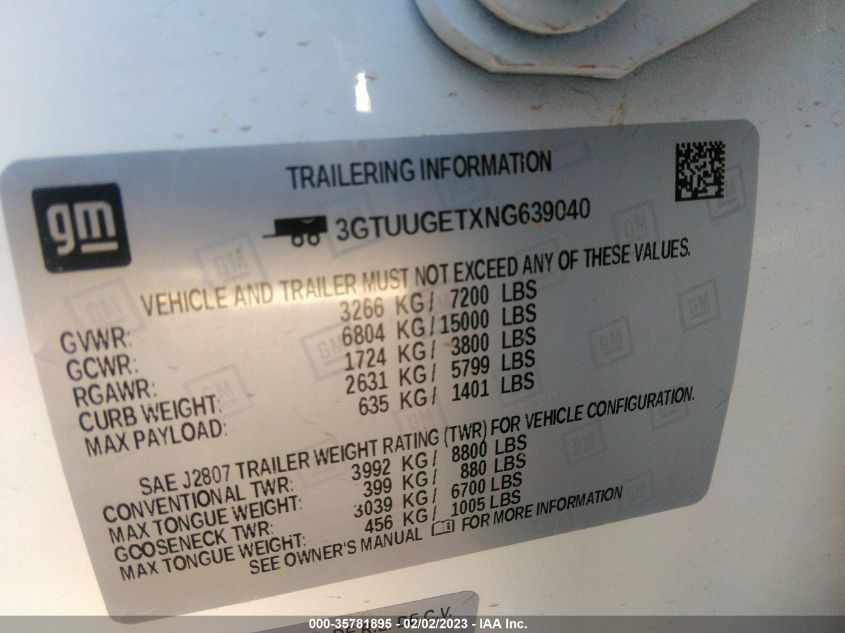 gm
TRAILERING INFORMATION
3GTUUGETXNG639040
VEHICLE AND TRAILER MUST NOT EXCEED ANY OF THESE VALUES.
GVWR: 3266 KG / 7200 LBS
GCWR: 6804 KG / 15000 LBS
RGAWR: 1724 KG / 3800 LBS
CURB WEIGHT: 2631 KG / 5799 LBS
MAX PAYLOAD: 635 KG / 1401 LBS
SAE J2807 TRAILER WEIGHT RATING (TWR) FOR VEHICLE CONFIGURATION.
CONVENTIONAL TWR: 3992 KG / 8800 LBS
MAX TONGUE WEIGHT: 399 KG / 880 LBS
GOOSENECK TWR: 3039 KG / 6700 LBS
MAX TONGUE WEIGHT: 456 KG / 1005 LBS
SEE OWNER'S MANUAL FOR MORE INFORMATION
DE C.V.
000-35781895 - 02/02/2023 - IAA Inc.